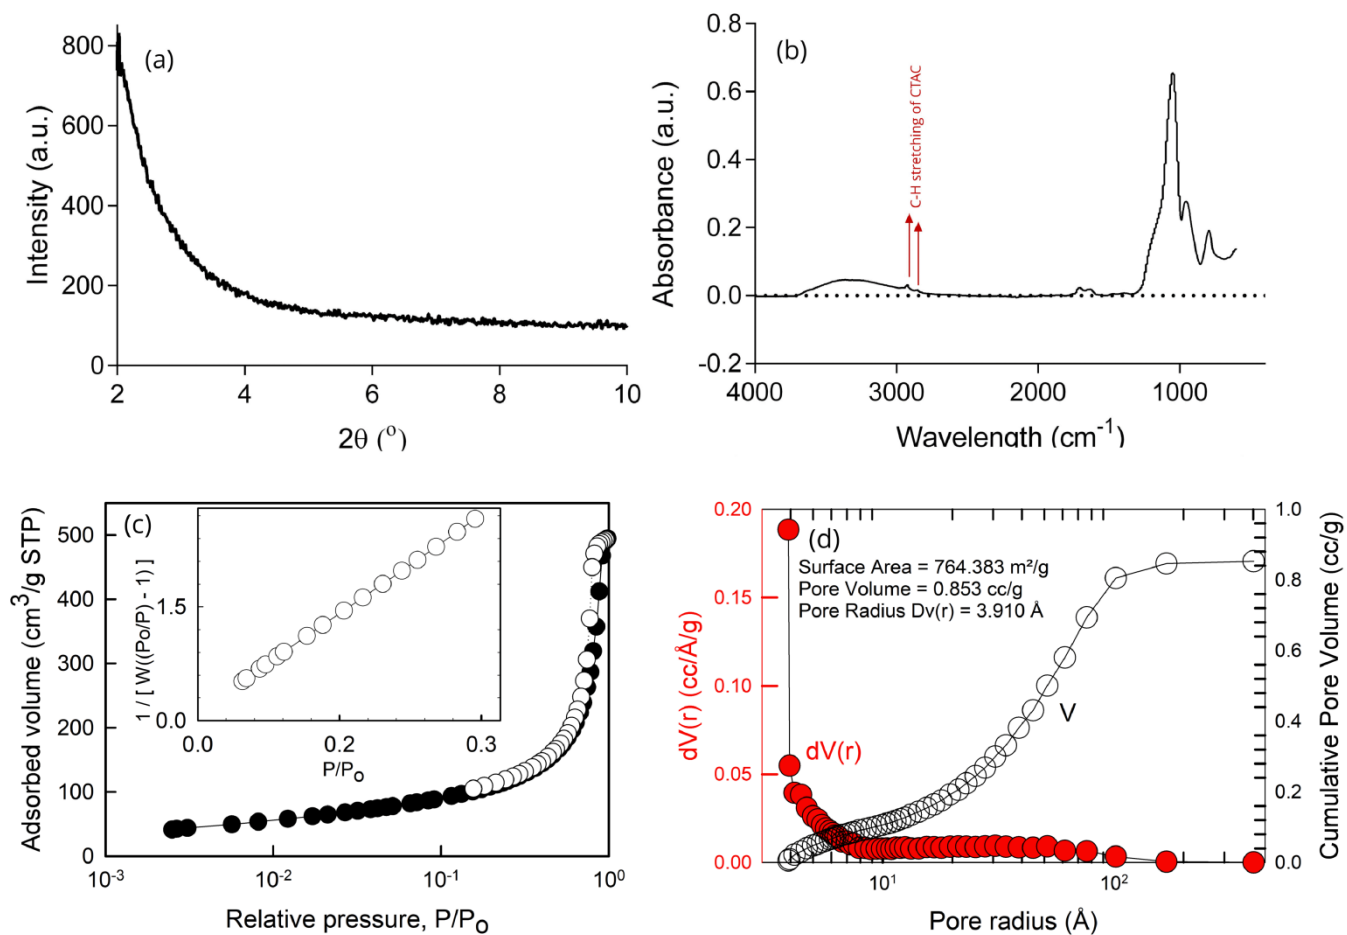 (a)
Intensity (a.u.)
800
600
400
200
0
2
4
6
8
10
2θ (°)
(b)
C-H stretching of CTAC
Absorbance (a.u.)
0.8
0.6
0.4
0.2
0.0
-0.2
4000
3000
2000
1000
Wavelength (cm-1)
(c)
Adsorbed volume (cm3/g STP)
500
400
300
200
100
0
10-3
10-2
10-1
100
Relative pressure, P/Po
1 / [ W((Po/P) - 1) ]
1.5
0.0
0.0
0.2
0.3
P/Po
(d)
Surface Area = 764.383 m²/g
Pore Volume = 0.853 cc/g
Pore Radius Dv(r) = 3.910 Å
dV(r) (cc/Å/g)
0.20
0.15
0.10
0.05
0.00
dV(r)
V
1.0
0.8
0.6
0.4
0.2
0.0
Cumulative Pore Volume (cc/g)
101
102
Pore radius (Å)